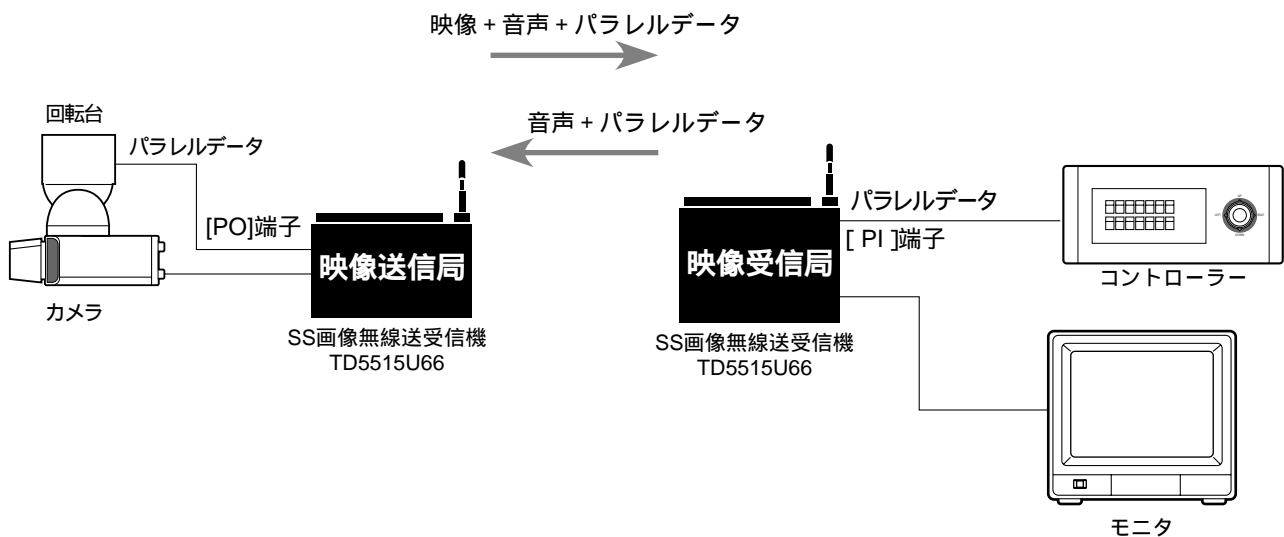 映像 + 音声 + パラレルデータ
音声 + パラレルデータ
回転台
パラレルデータ
[PO]端子
映像送信局
カメラ
SS画像無線送受信機
TD5515U66
パラレルデータ
[ PI ]端子
映像受信局
SS画像無線送受信機
TD5515U66
コントローラー
モニタ